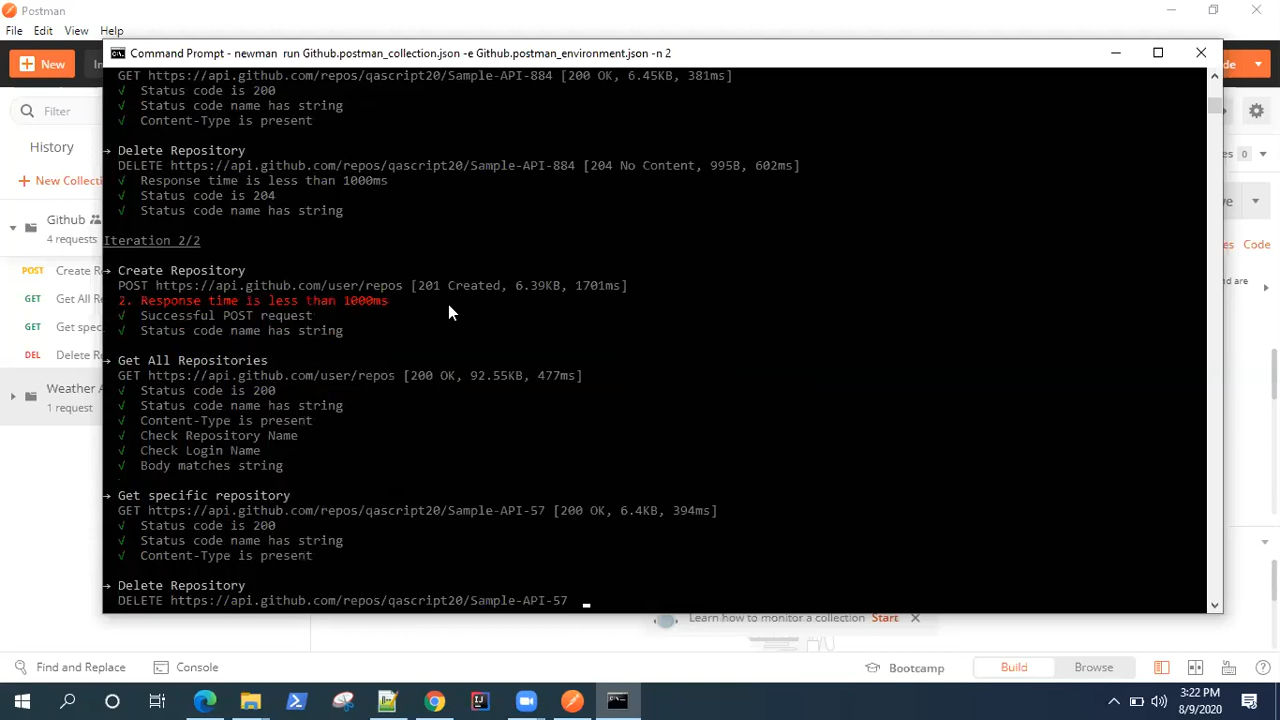 Postman
File Edit View Help
New
Command Prompt - newman run Github.postman_collection.json -e Github.postman_environment.json -n 2
GET https://api.github.com/repos/qascript20/Sample-API-884 [200 OK, 6.45KB, 381ms]
√ Status code is 200
√ Status code name has string
√ Content-Type is present
→ Delete Repository
DELETE https://api.github.com/repos/qascript20/Sample-API-884 [204 No Content, 995B, 602ms]
√ Response time is less than 1000ms
√ Status code is 204
√ Status code name has string
Iteration 2/2
→ Create Repository
POST https://api.github.com/user/repos [201 Created, 6.39KB, 1701ms]
2. Response time is less than 1000ms
√ Successful POST request
√ Status code name has string
→ Get All Repositories
GET https://api.github.com/user/repos [200 OK, 92.55KB, 477ms]
√ Status code is 200
√ Status code name has string
√ Content-Type is present
√ Check Repository Name
√ Check Login Name
√ Body matches string
→ Get specific repository
GET https://api.github.com/repos/qascript20/Sample-API-57 [200 OK, 6.4KB, 394ms]
√ Status code is 200
√ Status code name has string
√ Content-Type is present
→ Delete Repository
DELETE https://api.github.com/repos/qascript20/Sample-API-57
Filter
History
+ New Collecti
Github
4 requests
POST Create R
GET Get All R
GET Get spec
DEL Delete R
Weather A
1 request
0
Code
and are
Learn how to monitor a collection Start
Find and Replace
Console
Bootcamp
Build
Browse
3:22 PM
8/9/2020